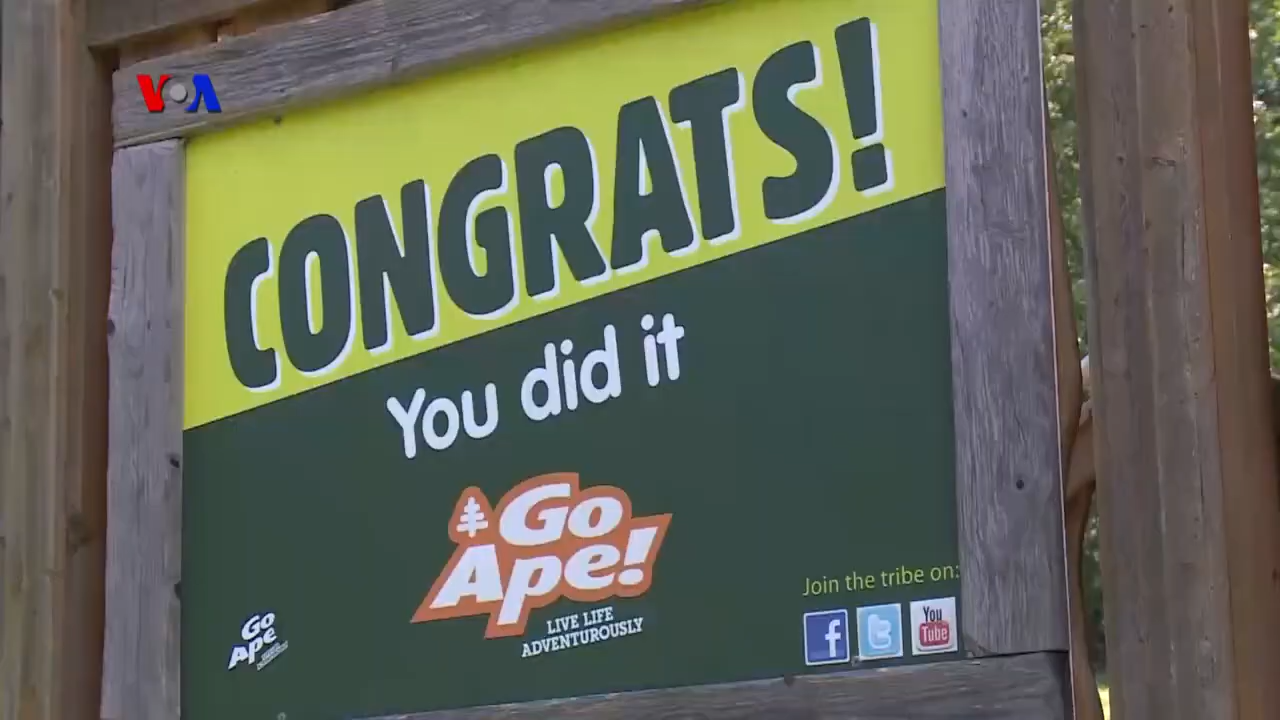 VOA
CONGRATS!
You did it
Go
Ape!
LIVE LIFE
ADVENTUROUSLY
Go
Ape
Join the tribe on:
f
You
Tube